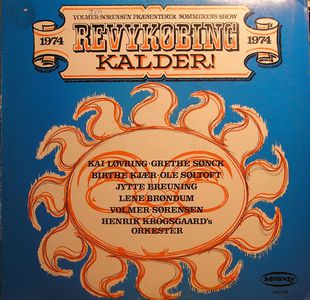 VOLMER SØRENSEN PRÆSENTERER SOMMERENS SHOW
1974 REVYKØBING 1974
KALDER!
KAI LØVRING · GRETHE SØNCK
BIRTHE KJÆR · OLE SØLTOFT
JYTTE BREUNING
LENE BRØNDUM
VOLMER SØRENSEN
HENRIK KROGSGAARD's
ORKESTER
Melody